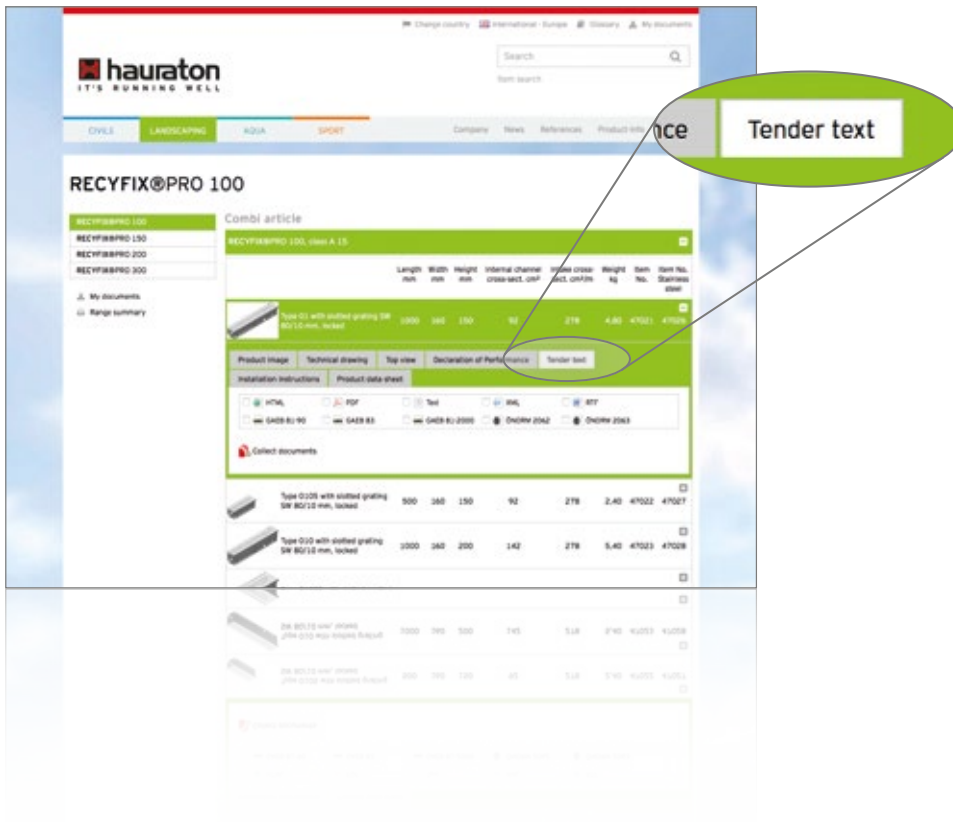 Change country International - Europe Glossary My documents
hauraton
IT'S RUNNING WELL
Search
Item search
CIVILS LANDSCAPING AQUA SPORT Company News References Product info
nce Tender text
RECYFIX®PRO 100
RECYFIX®PRO 100
RECYFIX®PRO 150
RECYFIX®PRO 200
RECYFIX®PRO 300
My documents
Range summary
Combi article
RECYFIX®PRO 100, class A 15
Length mm Width mm Height mm Internal channel cross-sect. cm² Intake cross-sect. cm²/m Weight kg Item No. Item No. Stainless steel
Type 01 with slotted grating SW
80/10 mm, locked
1000 160 150 92 278 4,80 47021 47026
Product image Technical drawing Top view Declaration of Performance Tender text
Installation instructions Product data sheet
HTML PDF Text XML RTF
GAEB 81-90 GAEB 83 GAEB 81-2000 ÖNORM 2062 ÖNORM 2063
Collect documents
Type 0105 with slotted grating
SW 80/10 mm, locked
500 160 150 92 278 2,40 47022 47027
Type 010 with slotted grating
SW 80/10 mm, locked
1000 160 200 142 278 5,40 47023 47028